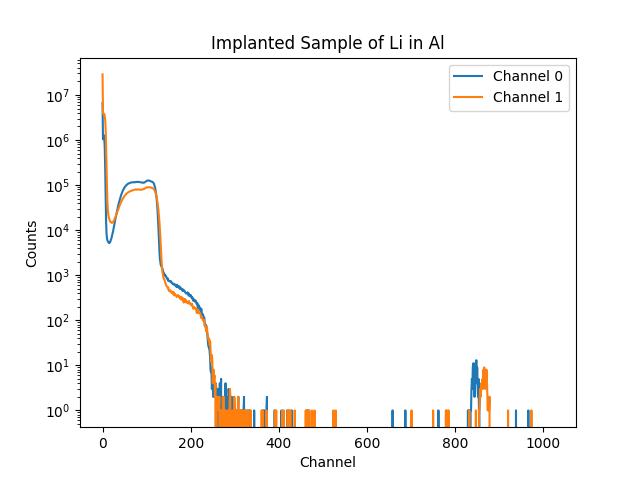 Implanted Sample of Li in Al
Channel 0
Channel 1
Counts
10^7
10^6
10^5
10^4
10^3
10^2
10^1
10^0
0 200 400 600 800 1000
Channel